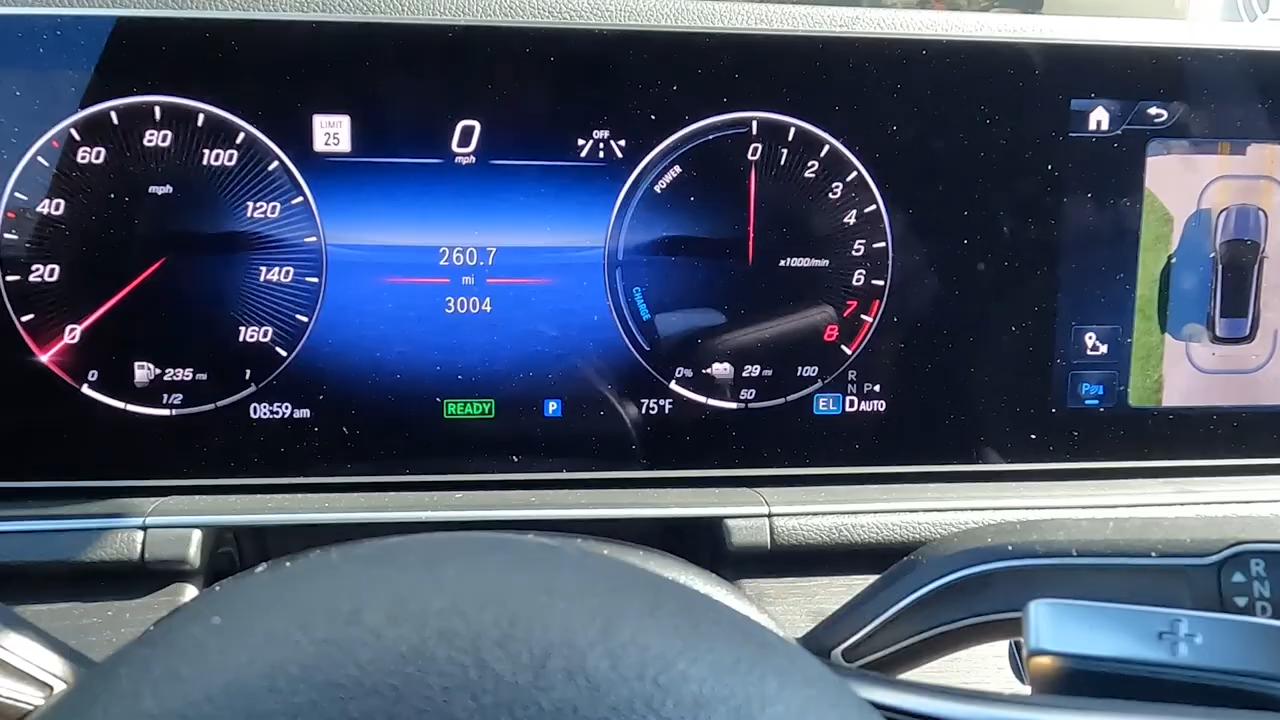 LIMIT
25
0
mph
OFF
80
60
100
mph
40
120
20
140
0
160
0
235 mi
1
1/2
08:59 am
260.7
mi
3004
READY
P
POWER
0
1
2
3
4
5
6
7
8
x1000/min
CHARGE
0%
29 mi
100
50
75°F
R
N
P
EL
D AUTO
R
N
D